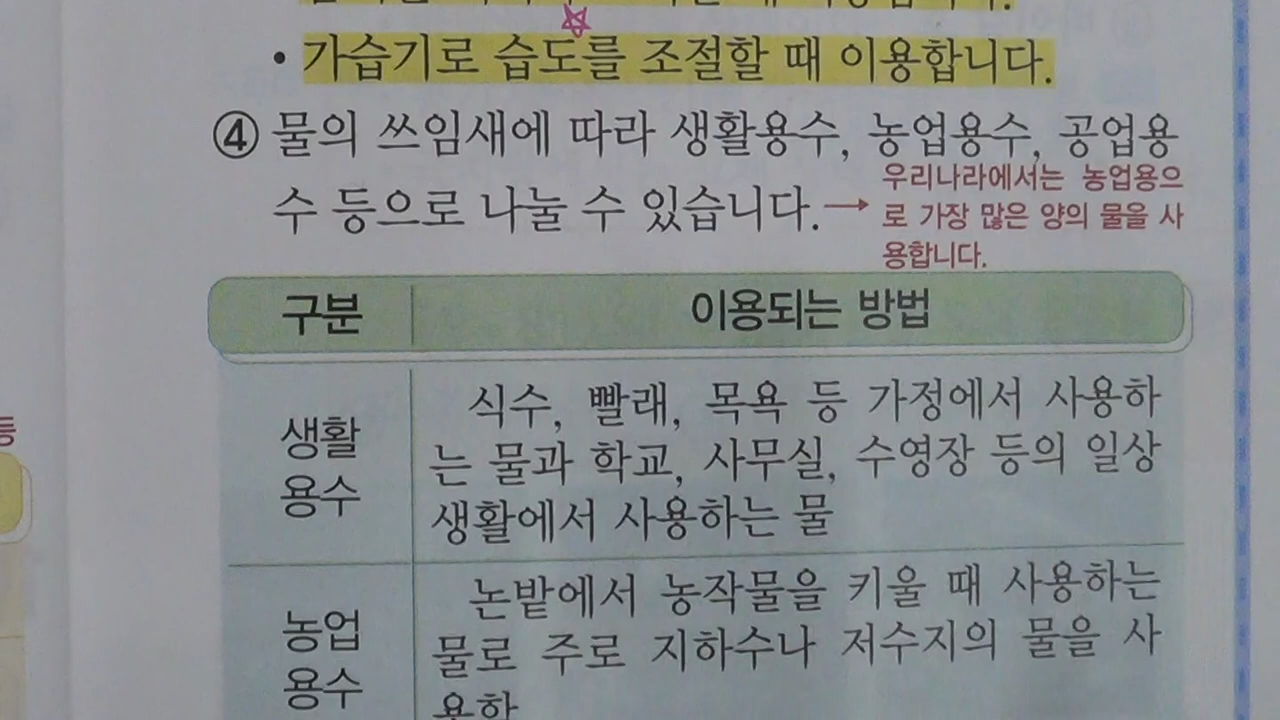 • 가습기로 습도를 조절할 때 이용합니다.
④ 물의 쓰임새에 따라 생활용수, 농업용수, 공업용
수 등으로 나눌 수 있습니다.→
우리나라에서는 농업용으
로 가장 많은 양의 물을 사
용합니다.
구분 이용되는 방법
생활
용수
식수, 빨래, 목욕 등 가정에서 사용하
는 물과 학교, 사무실, 수영장 등의 일상
생활에서 사용하는 물
농업
용수
논밭에서 농작물을 키울 때 사용하는
물로 주로 지하수나 저수지의 물을 사
용함
등